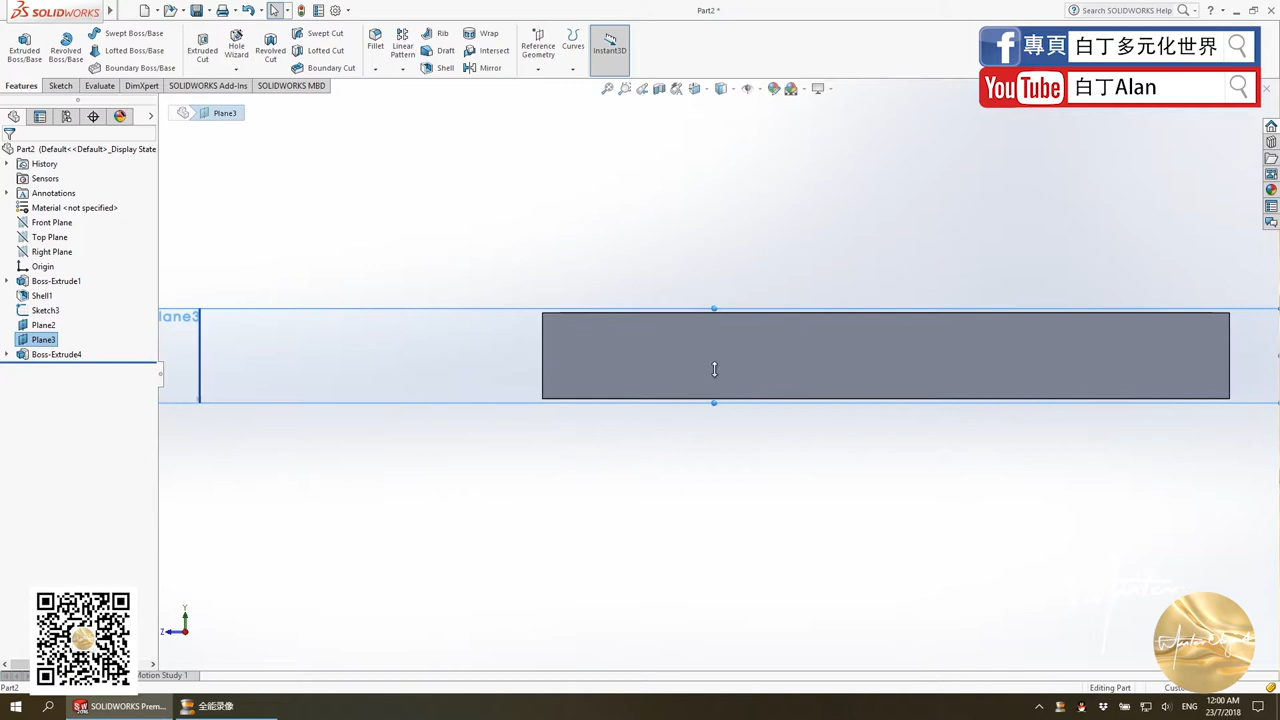 SOLIDWORKS
Part2 *
Search SOLIDWORKS Help
Extruded Boss/Base
Revolved Boss/Base
Swept Boss/Base
Lofted Boss/Base
Boundary Boss/Base
Extruded Cut
Hole Wizard
Revolved Cut
Swept Cut
Lofted Cut
Boundary Cut
Fillet
Linear Pattern
Rib
Draft
Shell
Wrap
Intersect
Mirror
Reference Geometry
Curves
Instant3D
f 專頁 白丁多元化世界
YouTube 白丁Alan
Features Sketch Evaluate DimXpert SOLIDWORKS Add-Ins SOLIDWORKS MBD
Plane3
Part2 (Default<<Default>_Display State
History
Sensors
Annotations
Material <not specified>
Front Plane
Top Plane
Right Plane
Origin
Boss-Extrude1
Shell1
Sketch3
Plane2
Plane3
Boss-Extrude4
lane3
Y
Z
Motion Study 1
Part2
Editing Part
SOLIDWORKS Prem...
全能录像
ENG
12:00 AM
23/7/2018